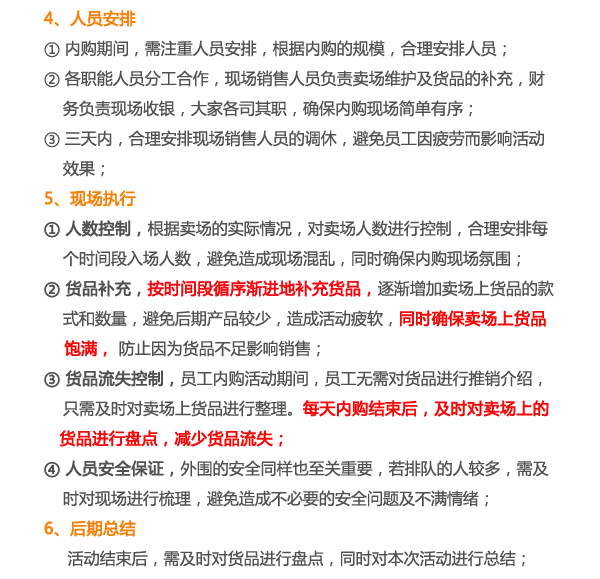 4、人员安排
① 内购期间，需注重人员安排，根据内购的规模，合理安排人员；
② 各职能人员分工合作，现场销售人员负责卖场维护及货品的补充，财
务负责现场收银，大家各司其职，确保内购现场简单有序；
③ 三天内，合理安排现场销售人员的调休，避免员工因疲劳而影响活动
效果；
5、现场执行
① 人数控制，根据卖场的实际情况，对卖场人数进行控制，合理安排每
个时间段入场人数，避免造成现场混乱，同时确保内购现场氛围；
② 货品补充，按时间段循序渐进地补充货品，逐渐增加卖场上货品的款
式和数量，避免后期产品较少，造成活动疲软，同时确保卖场上货品
饱满， 防止因为货品不足影响销售；
③ 货品流失控制，员工内购活动期间，员工无需对货品进行推销介绍，
只需及时对卖场上货品进行整理。每天内购结束后，及时对卖场上的
货品进行盘点，减少货品流失；
④ 人员安全保证，外围的安全同样也至关重要，若排队的人较多，需及
时对现场进行梳理，避免造成不必要的安全问题及不满情绪；
6、后期总结
活动结束后，需及时对货品进行盘点，同时对本次活动进行总结；